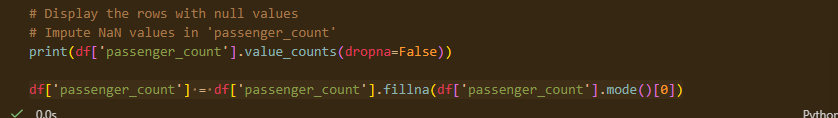 # Display the rows with null values
# Impute NaN values in 'passenger_count'
print(df['passenger_count'].value_counts(dropna=False))
df['passenger_count'] = df['passenger_count'].fillna(df['passenger_count'].mode()[0])
0.0s
Python